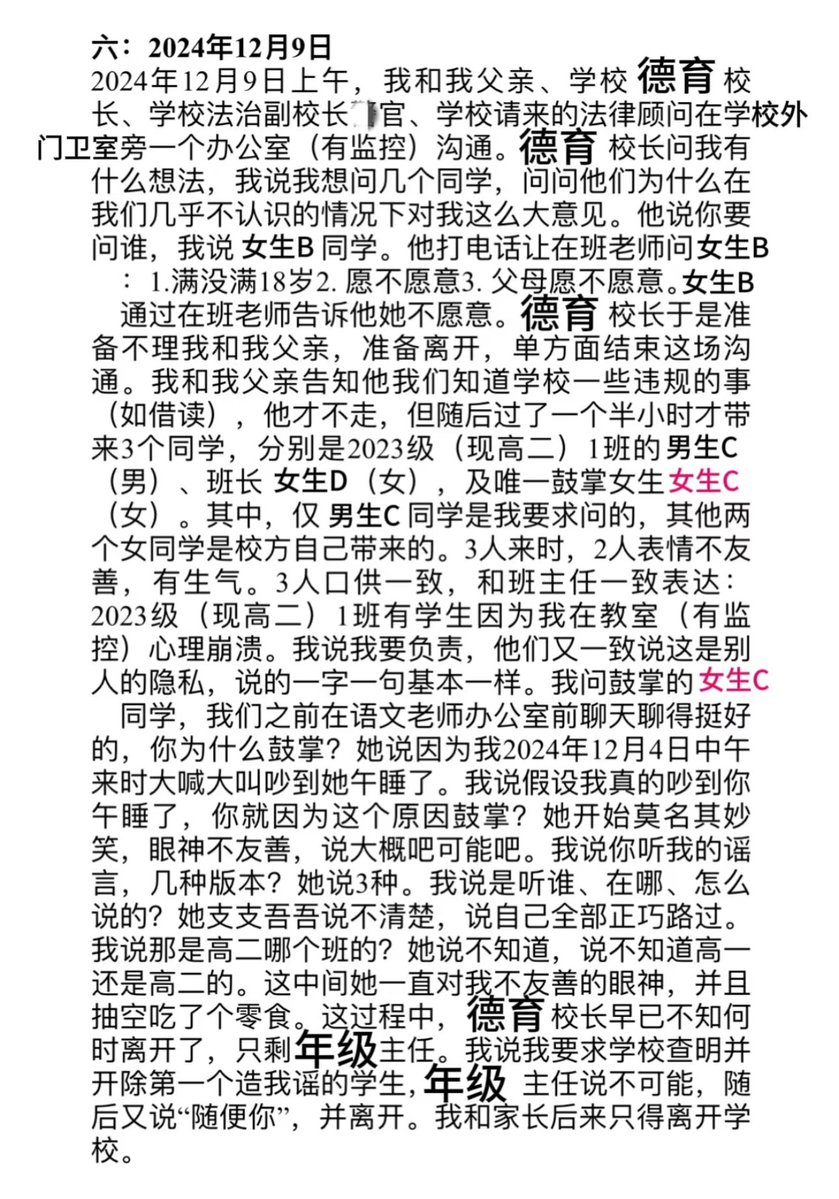 六：2024年12月9日
2024年12月9日上午，我和我父亲、学校 德育 校
长、学校法治副校长 官、学校请来的法律顾问在学校外
门卫室旁一个办公室（有监控）沟通。德育 校长问我有
什么想法，我说我想问几个同学，问问他们为什么在
我们几乎不认识的情况下对我这么大意见。他说你要
问谁，我说 女生B 同学。他打电话让在班老师问 女生B
：1.满没满18岁2. 愿不愿意3. 父母愿不愿意。女生B
通过在班老师告诉他她不愿意。德育 校长于是准
备不理我和我父亲，准备离开，单方面结束这场沟
通。我和我父亲告知他我们知道学校一些违规的事
（如借读），他才不走，但随后过了一个半小时才带
来3个同学，分别是2023级（现高二）1班的 男生C
（男）、班长 女生D（女），及唯一鼓掌女生 女生C
（女）。其中，仅 男生C 同学是我要求问的，其他两
个女同学是校方自己带来的。3人来时，2人表情不友
善，有生气。3人口供一致，和班主任一致表达：
2023级（现高二）1班有学生因为我在教室（有监
控）心理崩溃。我说我要负责，他们又一致说这是别
人的隐私，说的一字一句基本一样。我问鼓掌的 女生C
同学，我们之前在语文老师办公室前聊天聊得挺好
的，你为什么鼓掌？她说因为我2024年12月4日中午
来时大喊大叫吵到她午睡了。我说假设我真的吵到你
午睡了，你就因为这个原因鼓掌？她开始莫名其妙
笑，眼神不友善，说大概吧可能吧。我说你听我的谣
言，几种版本？她说3种。我说是听谁、在哪、怎么
说的？她支支吾吾说不清楚，说自己全部正巧路过。
我说那是高二哪个班的？她说不知道，说不知道高一
还是高二的。这中间她一直对我不友善的眼神，并且
抽空吃了个零食。这过程中，德育 校长早已不知何
时离开了，只剩 年级 主任。我说我要求学校查明并
开除第一个造我谣的学生，年级 主任说不可能，随
后又说“随便你”，并离开。我和家长后来只得离开学
校。